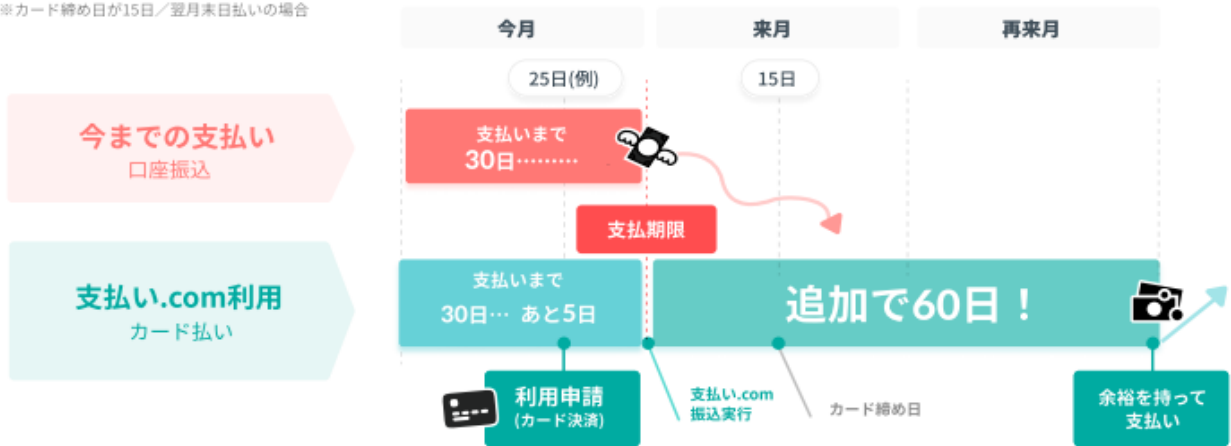 ※カード締め日が15日／翌月末日払いの場合
今月
来月
再来月
25日(例)
15日
今までの支払い
口座振込
支払いまで
30日………
支払期限
支払い.com利用
カード払い
支払いまで
30日… あと5日
追加で60日！
利用申請
(カード決済)
支払い.com
振込実行
カード締め日
余裕を持って
支払い